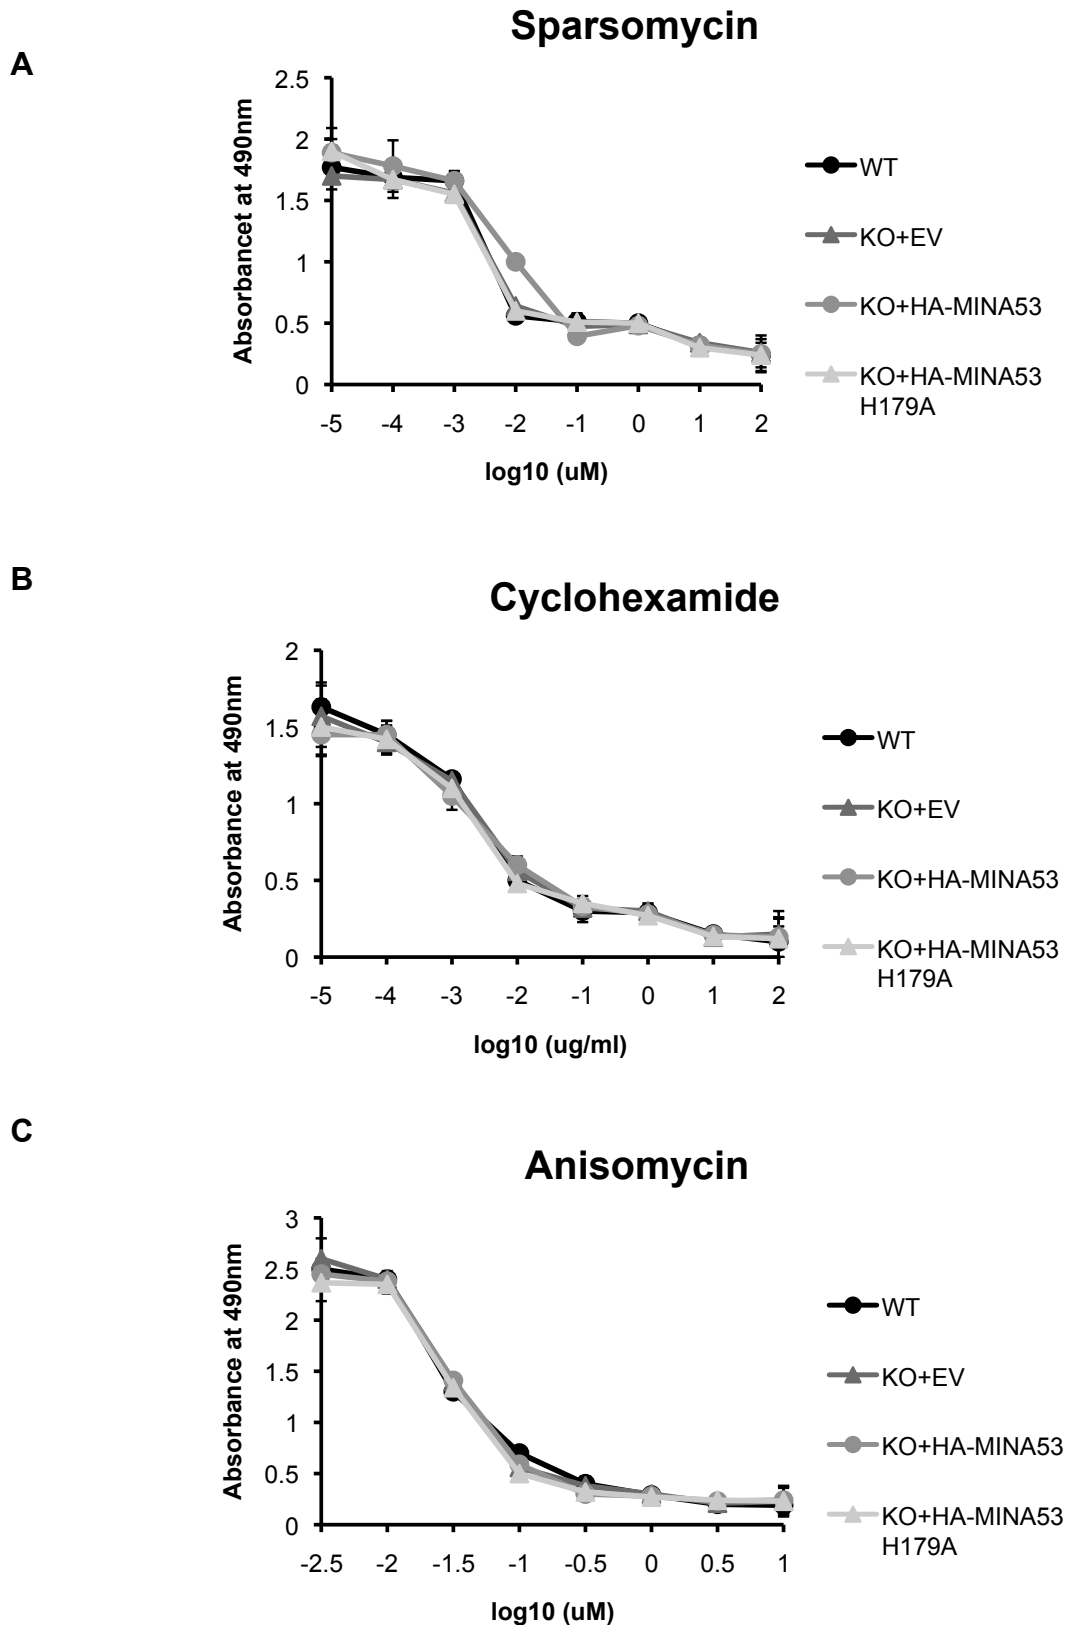 Sparsomycin
A
2.5
2
1.5
1
0.5
0
Absorbancet at 490nm
-5 -4 -3 -2 -1 0 1 2
log10 (uM)
WT
KO+EV
KO+HA-MINA53
KO+HA-MINA53
H179A
B
Cyclohexamide
2
1.5
1
0.5
0
Absorbance at 490nm
-5 -4 -3 -2 -1 0 1 2
log10 (ug/ml)
WT
KO+EV
KO+HA-MINA53
KO+HA-MINA53
H179A
C
Anisomycin
3
2.5
2
1.5
1
0.5
0
Absorbance at 490nm
-2.5 -2 -1.5 -1 -0.5 0 0.5 1
log10 (uM)
WT
KO+EV
KO+HA-MINA53
KO+HA-MINA53
H179A